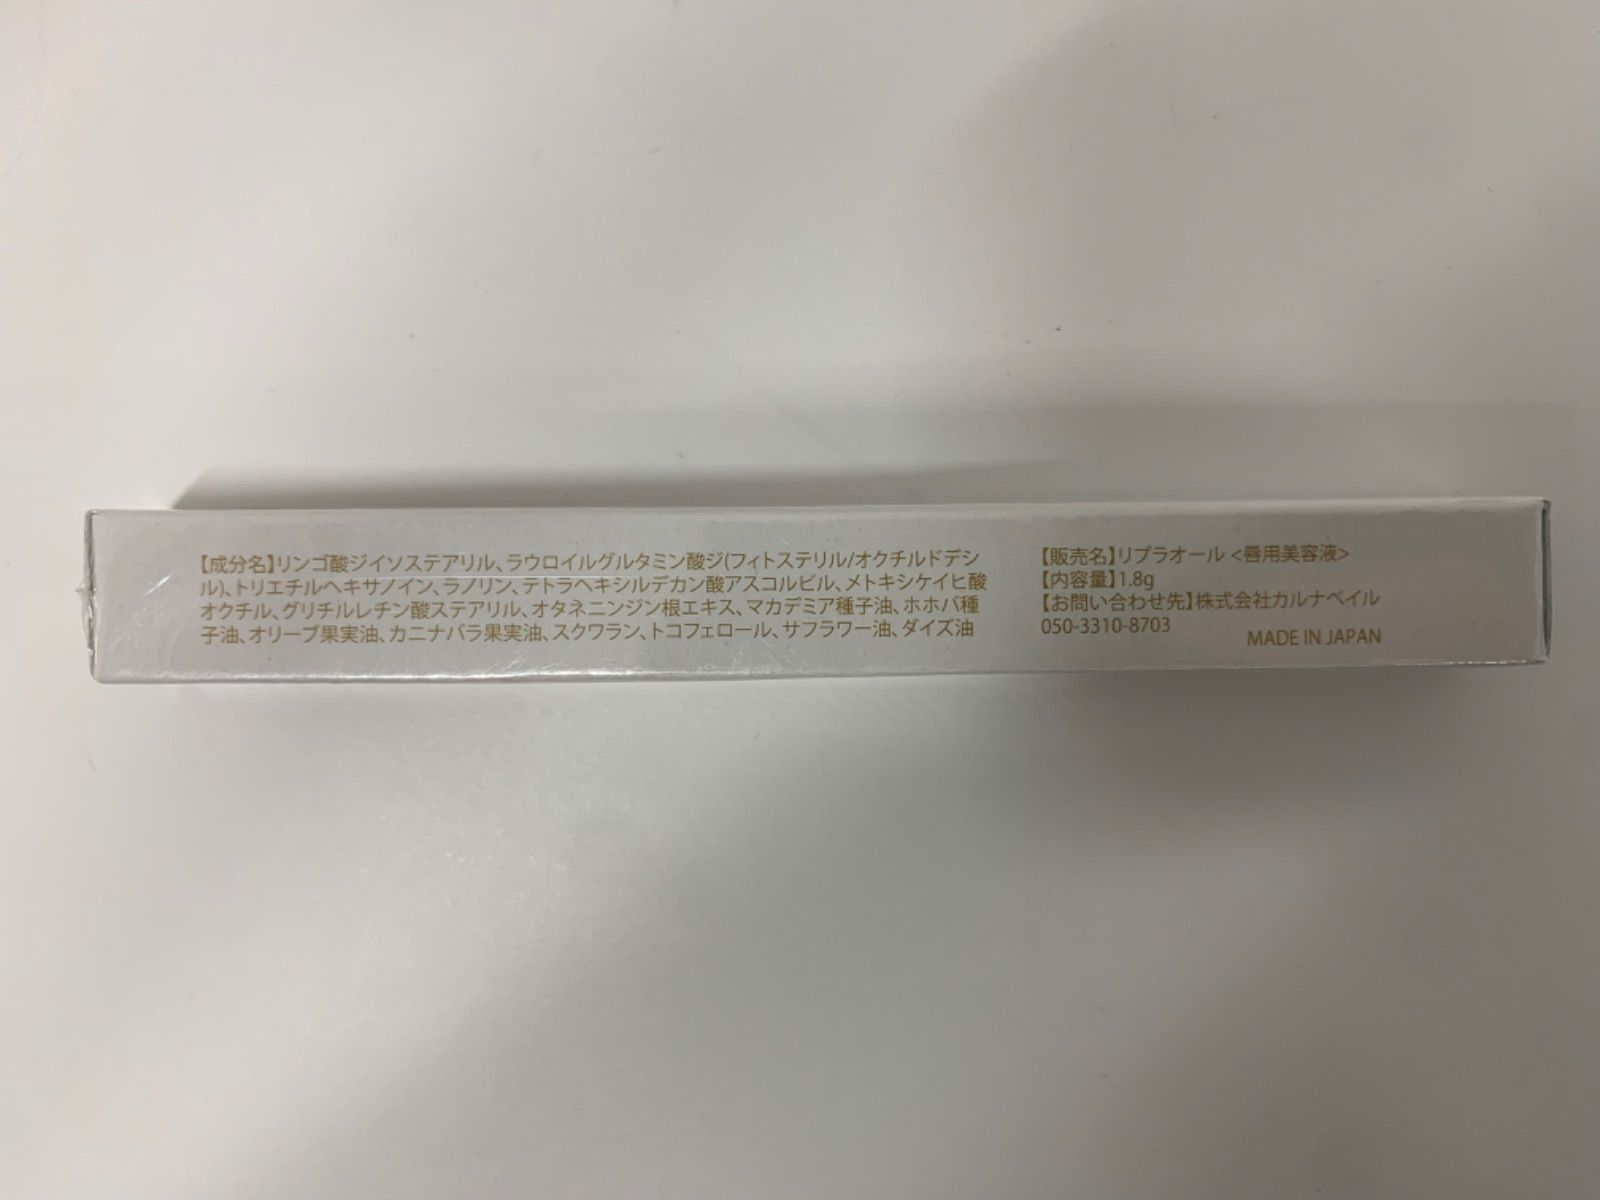 【成分名】リンゴ酸ジイソステアリル、ラウロイルグルタミン酸ジ(フィトステリル/オクチルドデシ
ル)、トリエチルヘキサノイン、ラノリン、テトラヘキシルデカン酸アスコルビル、メトキシケイヒ酸
オクチル、グリチルレチン酸ステアリル、オタネニンジン根エキス、マカデミア種子油、ホホバ種
子油、オリーブ果実油、カニナバラ果実油、スクワラン、トコフェロール、サフラワー油、ダイズ油
【販売名】リプラオール <唇用美容液>
【内容量】1.8g
【お問い合わせ先】株式会社カルナベイル
050-3310-8703
MADE IN JAPAN